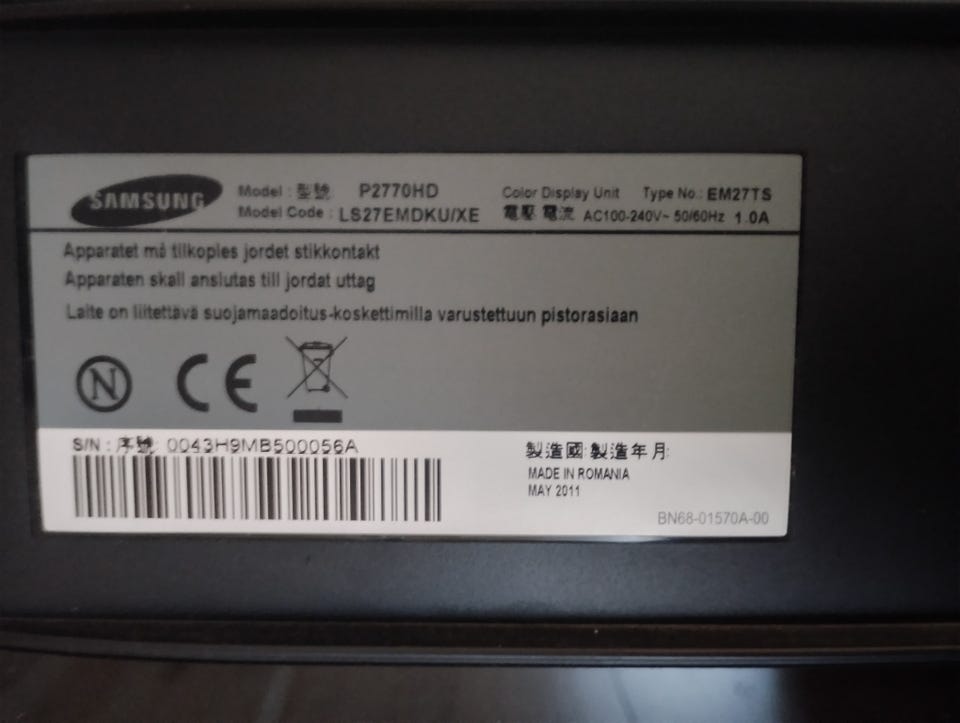 SAMSUNG
Model : 型號 P2770HD
Model Code : LS27EMDKU/XE
Color Display Unit Type No.: EM27TS
電壓 電流 AC100-240V~ 50/60Hz 1.0A
Apparatet må tilkoples jordet stikkontakt
Apparaten skall anslutas till jordat uttag
Laite on liitettävä suojamaadoitus-koskettimilla varustettuun pistorasiaan
N
CE
S/N : 序號 0043H9MB500056A
製造國: 製造年月:
MADE IN ROMANIA
MAY 2011
BN68-01570A-00